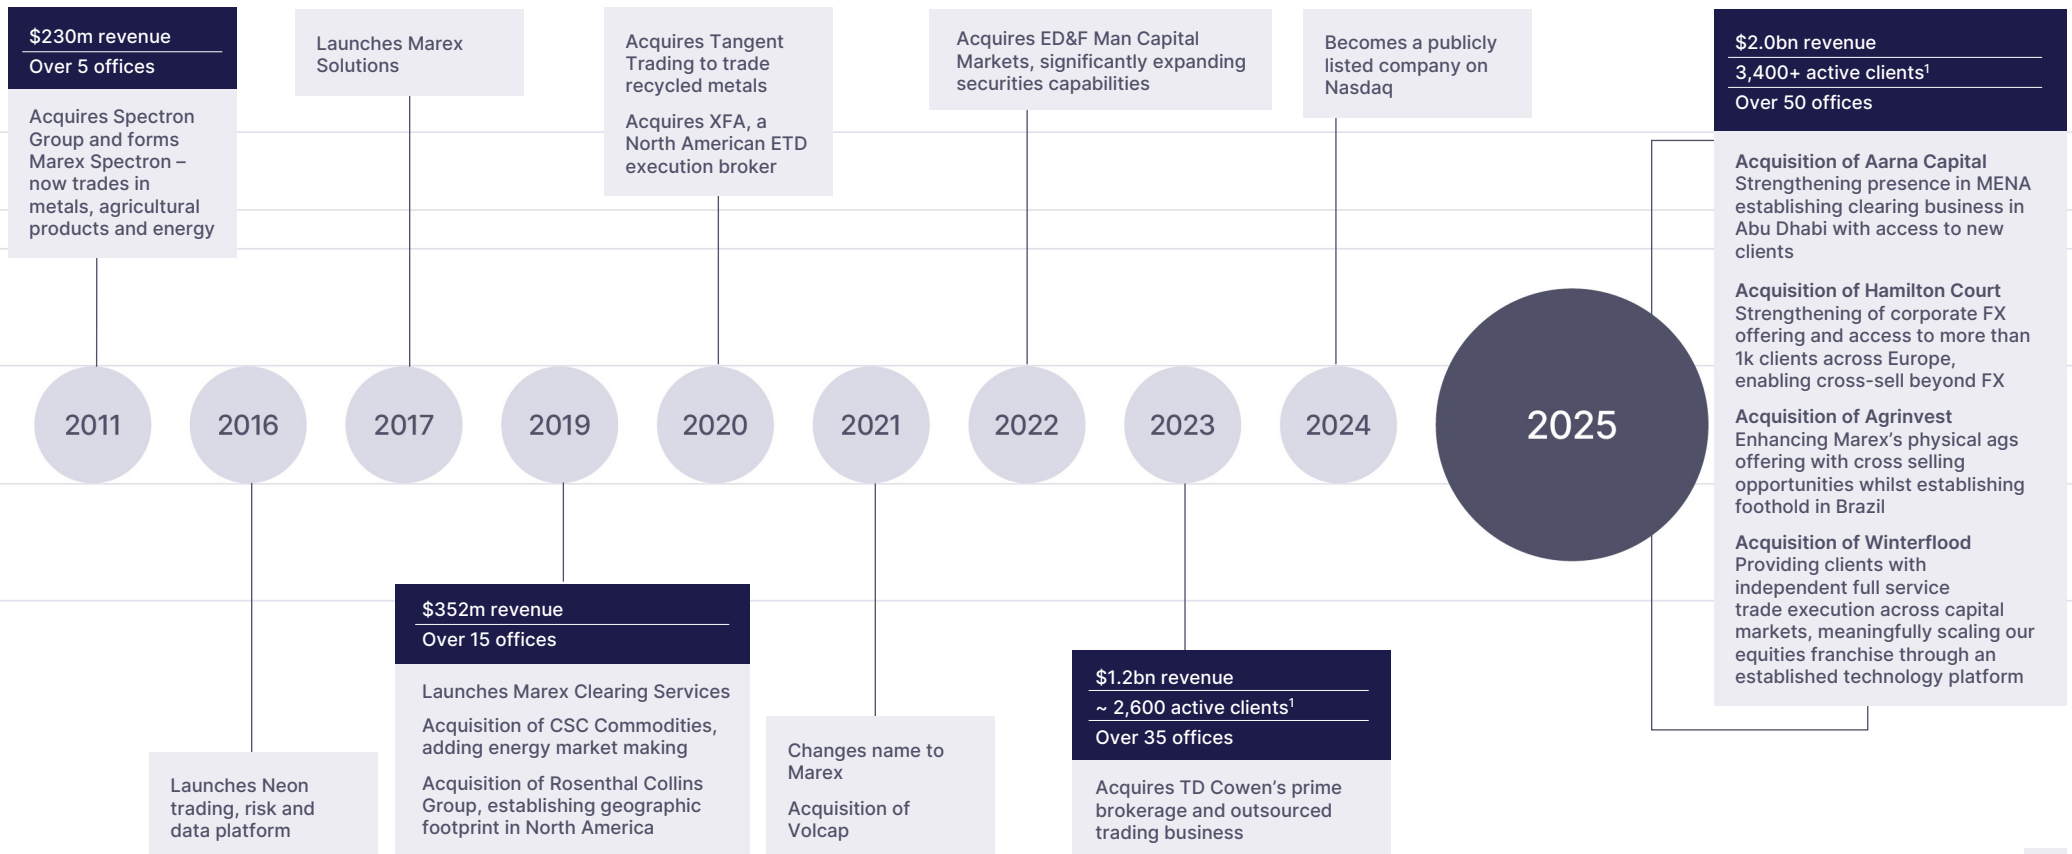 $230m revenue
Over 5 offices
Acquires Spectron
Group and forms
Marex Spectron –
now trades in
metals, agricultural
products and energy
Launches Marex
Solutions
Acquires Tangent
Trading to trade
recycled metals
Acquires XFA, a
North American ETD
execution broker
Acquires ED&F Man Capital
Markets, significantly expanding
securities capabilities
Becomes a publicly
listed company on
Nasdaq
$2.0bn revenue
3,400+ active clients¹
Over 50 offices
Acquisition of Aarna Capital
Strengthening presence in MENA
establishing clearing business in
Abu Dhabi with access to new
clients
Acquisition of Hamilton Court
Strengthening of corporate FX
offering and access to more than
1k clients across Europe,
enabling cross-sell beyond FX
Acquisition of Agrinvest
Enhancing Marex’s physical ags
offering with cross selling
opportunities whilst establishing
foothold in Brazil
Acquisition of Winterflood
Providing clients with
independent full service
trade execution across capital
markets, meaningfully scaling our
equities franchise through an
established technology platform
2011
2016
2017
2019
2020
2021
2022
2023
2024
2025
Launches Neon
trading, risk and
data platform
$352m revenue
Over 15 offices
Launches Marex Clearing Services
Acquisition of CSC Commodities,
adding energy market making
Acquisition of Rosenthal Collins
Group, establishing geographic
footprint in North America
Changes name to
Marex
Acquisition of
Volcap
$1.2bn revenue
~ 2,600 active clients¹
Over 35 offices
Acquires TD Cowen’s prime
brokerage and outsourced
trading business